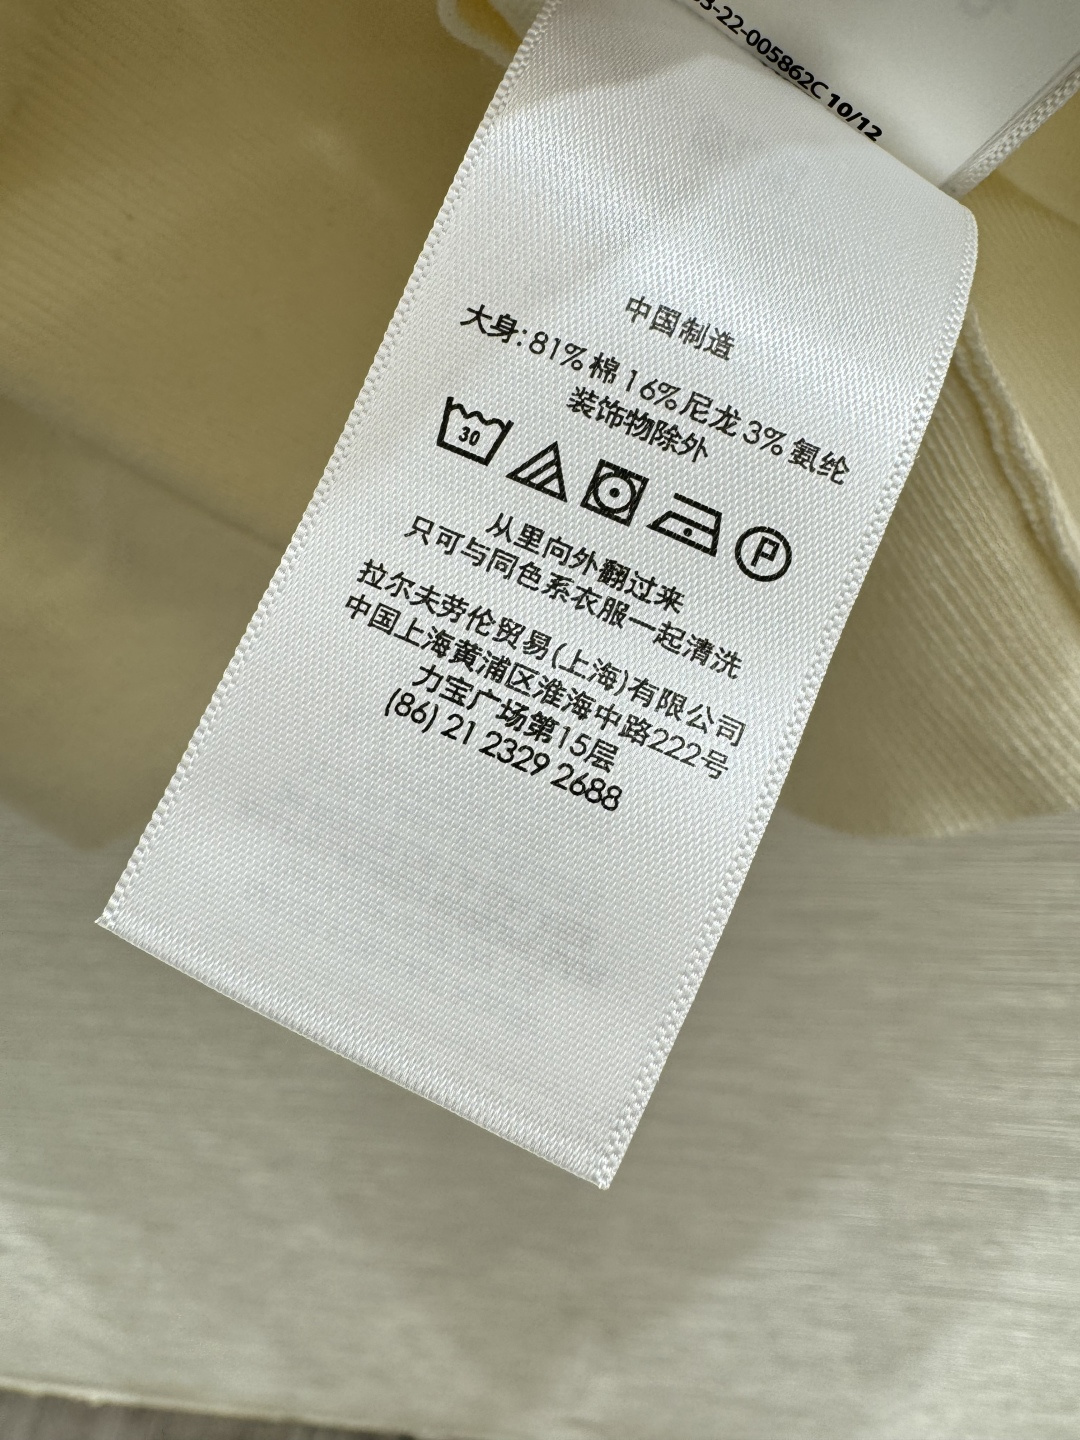 3-22-005862C 10/12
中国制造
大身:81%棉16%尼龙3%氨纶
装饰物除外
30
P
从里向外翻过来
只可与同色系衣服一起清洗
拉尔夫劳伦贸易(上海)有限公司
中国上海黄浦区淮海中路222号
力宝广场第15层
(86) 21 2329 2688